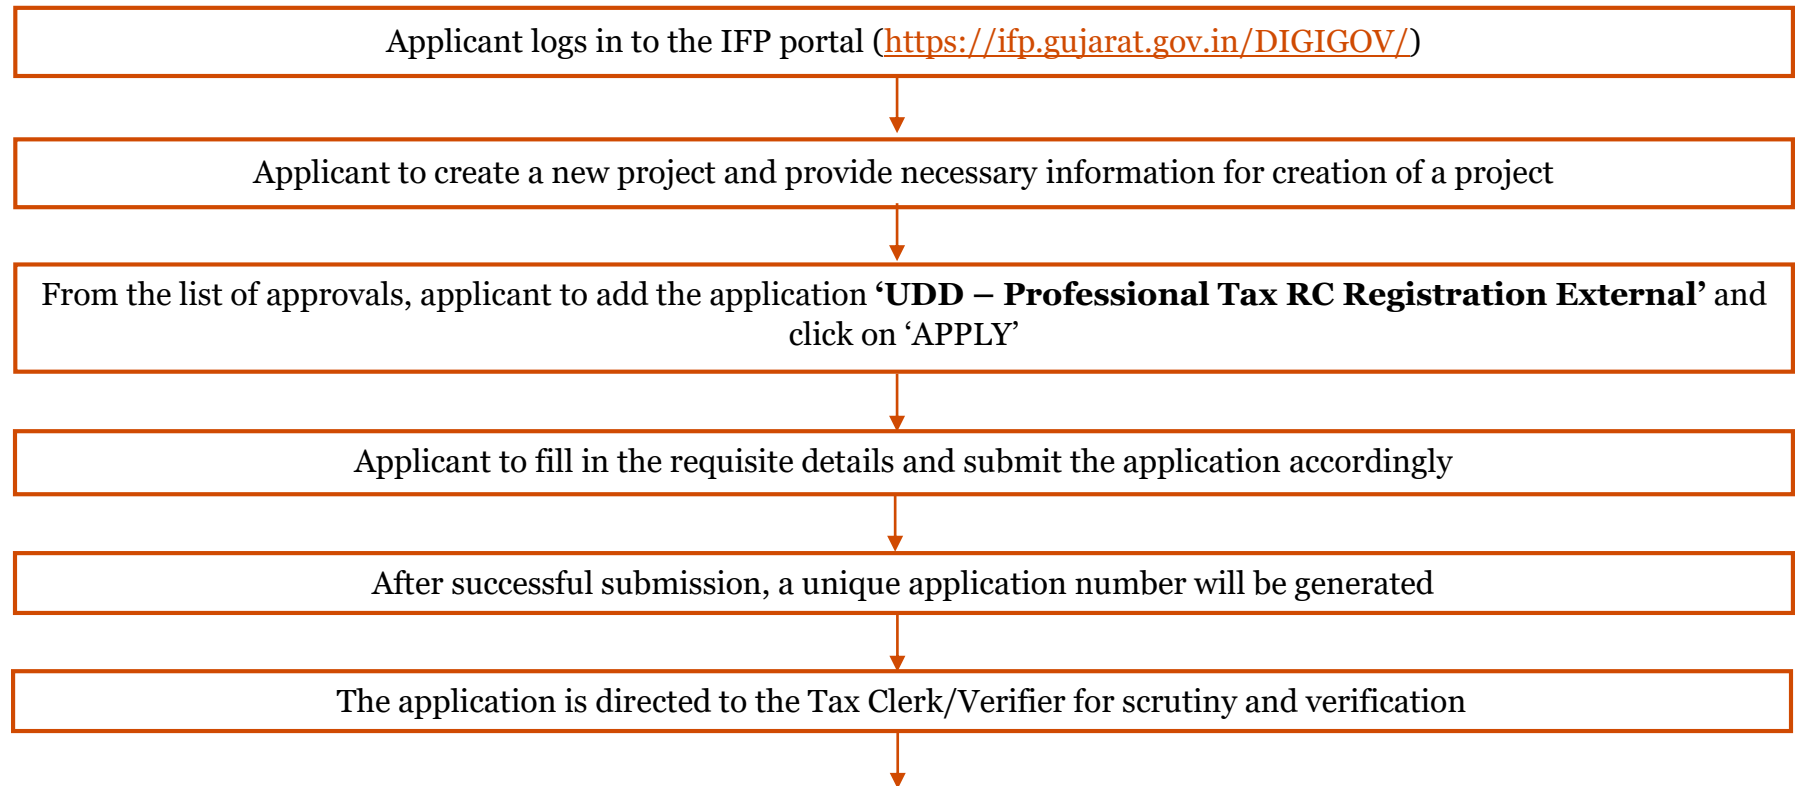 Applicant logs in to the IFP portal (https://ifp.gujarat.gov.in/DIGIGOV/)
Applicant to create a new project and provide necessary information for creation of a project
From the list of approvals, applicant to add the application ‘UDD – Professional Tax RC Registration External’ and
click on ‘APPLY’
Applicant to fill in the requisite details and submit the application accordingly
After successful submission, a unique application number will be generated
The application is directed to the Tax Clerk/Verifier for scrutiny and verification